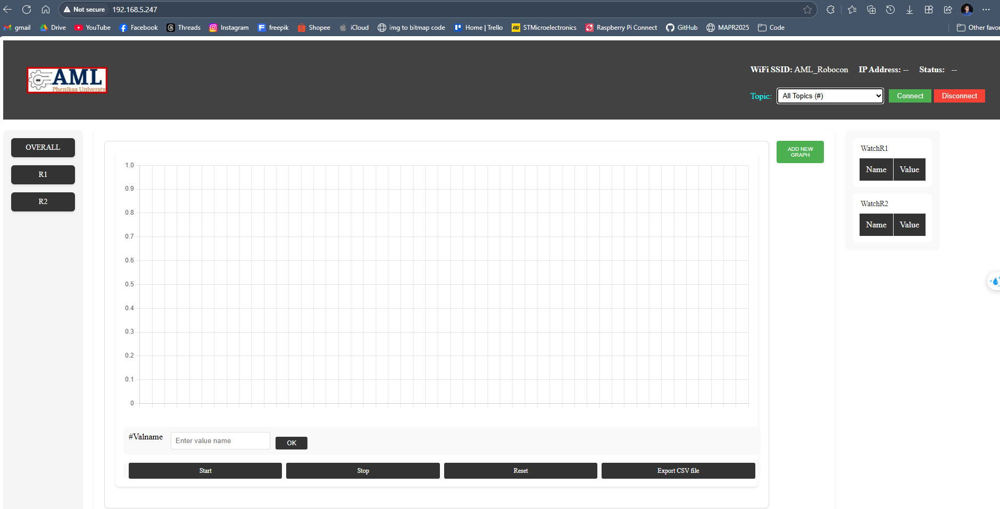 Not secure 192.168.5.247
gmail Drive YouTube Facebook Threads Instagram freepik Shopee iCloud img to bitmap code Home | Trello STMicroelectronics Raspberry Pi Connect GitHub MAPR2025 Code Other favor
AML
Phenikaa Universty
WiFi SSID: AML_Robocon IP Address: -- Status: --
Topic: All Topics (#) Connect Disconnect
OVERALL
R1
R2
1.0
0.9
0.8
0.7
0.6
0.5
0.4
0.3
0.2
0.1
0
#Valname Enter value name OK
Start Stop Reset Export CSV file
ADD NEW
GRAPH
WatchR1
Name Value
WatchR2
Name Value